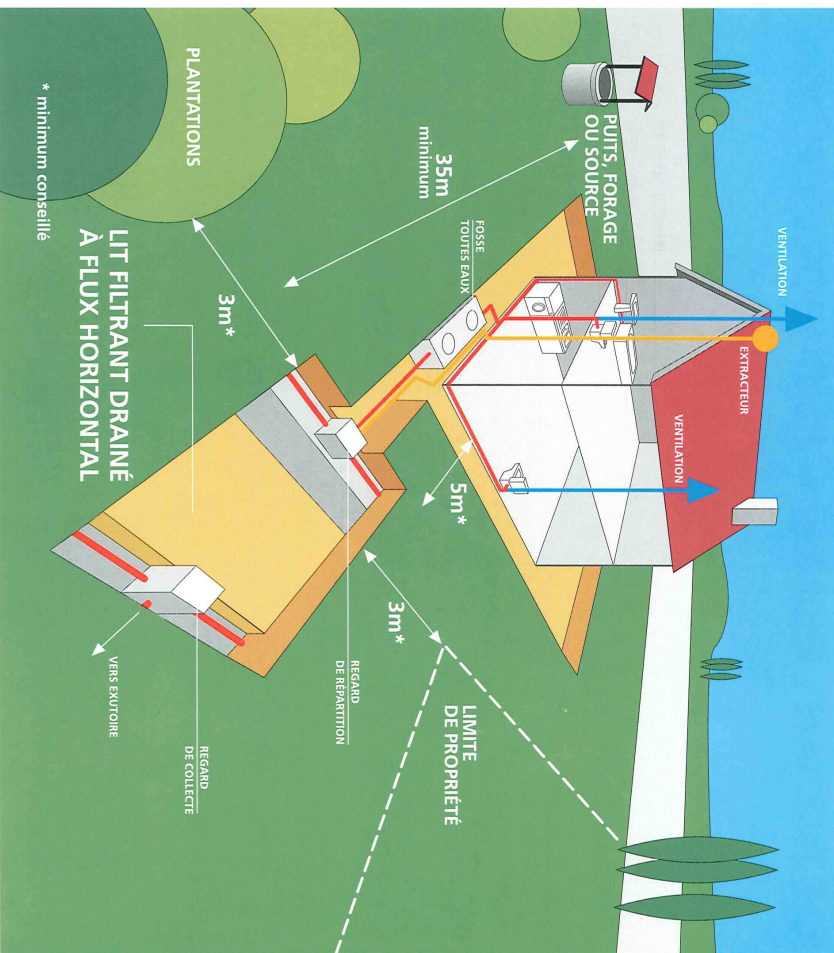 VENTILATION
EXTRACTEUR
VENTILATION
PUITS, FORAGE
OU SOURCE
35m
minimum
FOSSE
TOUTES EAUX
5m*
3m*
3m*
PLANTATIONS
LIMITE
DE PROPRIÉTÉ
REGARD
DE RÉPARTITION
REGARD
DE COLLECTE
VERS EXUTOIRE
LIT FILTRANT DRAINÉ
À FLUX HORIZONTAL
* minimum conseillé